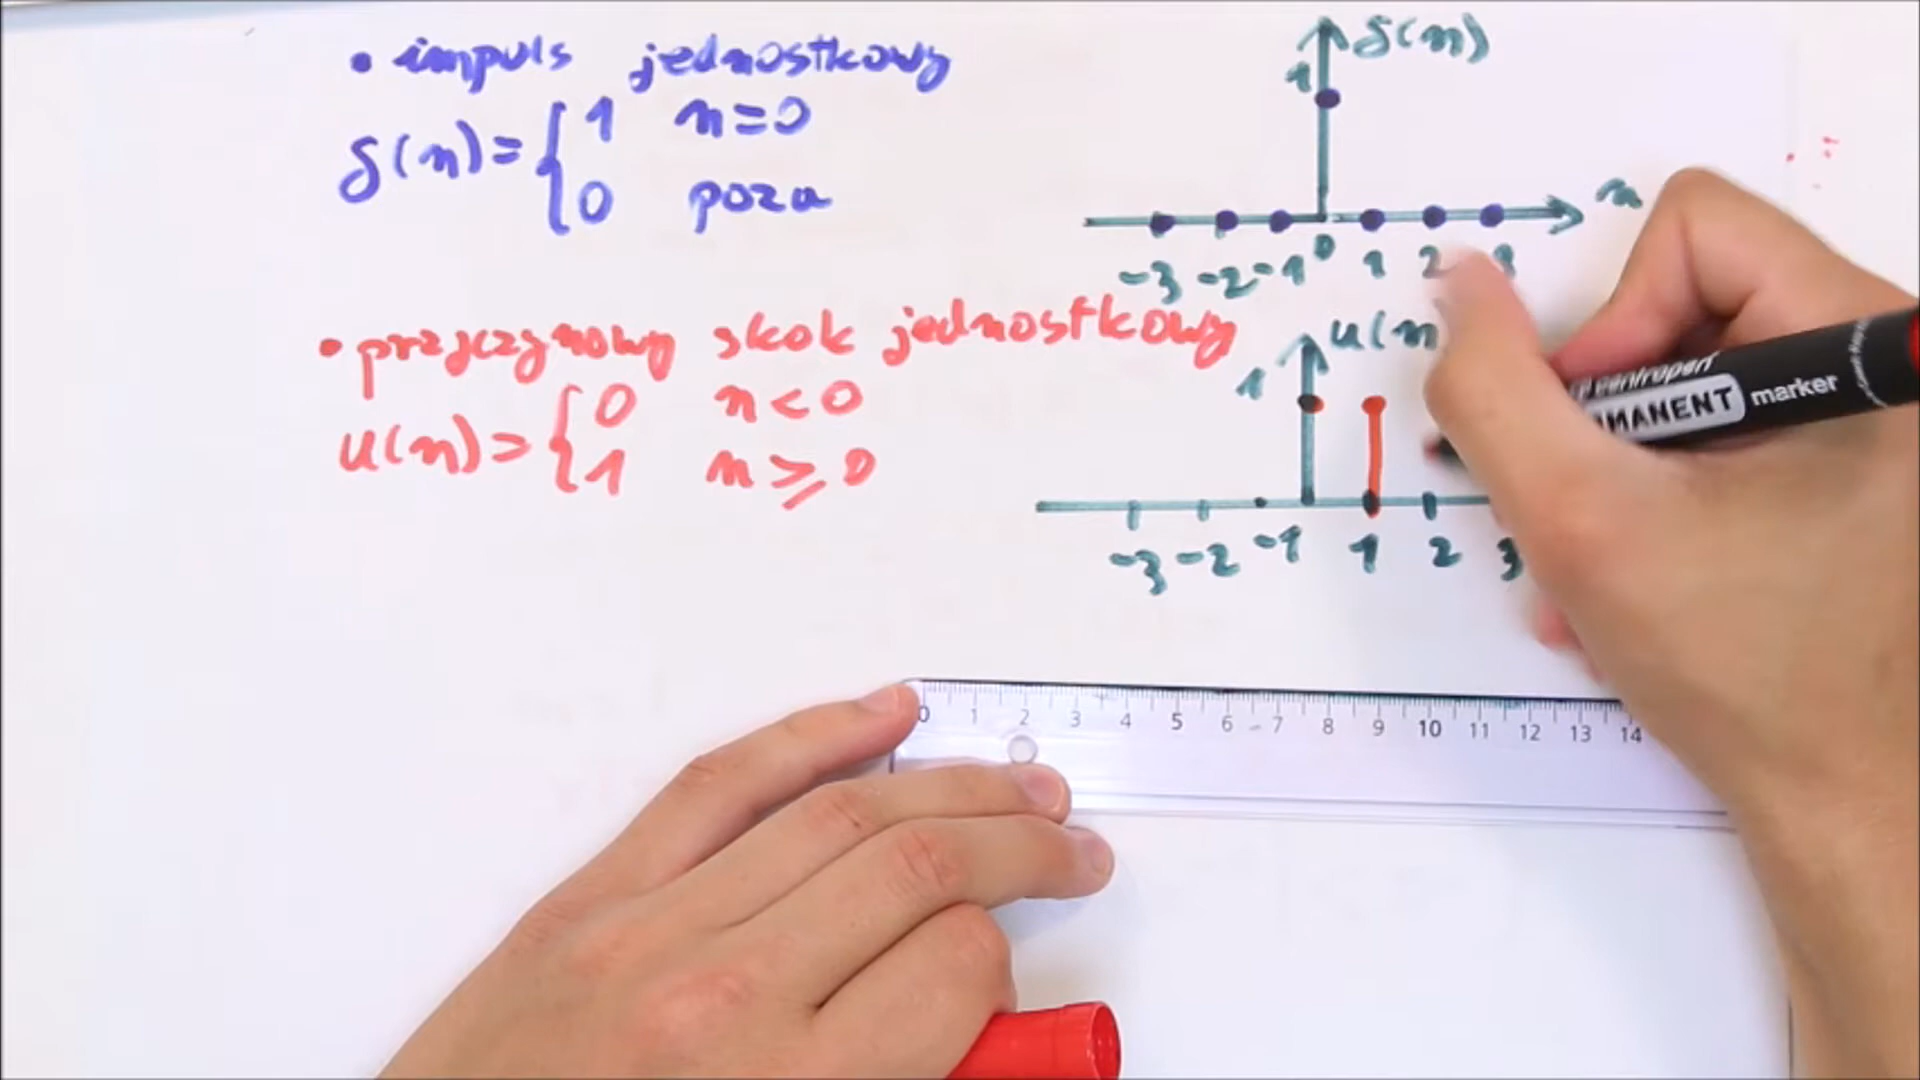 • impuls jednostkowy
δ(n)= { 1 n=0
0 poza
• przyczynowy skok jednostkowy
u(n)= { 0 n<0
1 n ≥ 0
δ(n)
1
n
-3 -2 -1 0 1 2
u(n
1
-3 -2 -1 1 2 3
PERMANENT marker
0 1 2 3 4 5 6 7 8 9 10 11 12 13 14